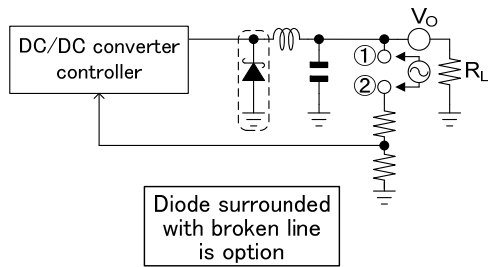 Vo
DC/DC converter
controller
①
②
RL
Diode surrounded
with broken line
is option